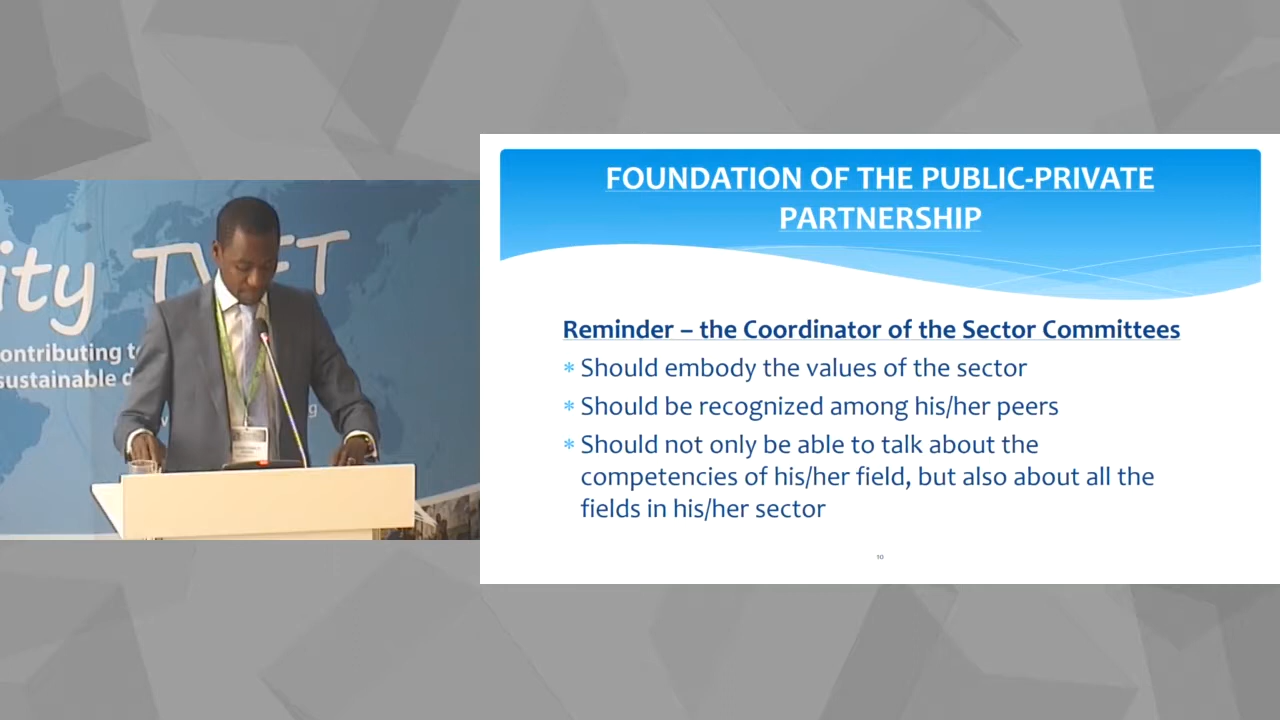 ity TVET
ontributing to
sustainable d
FOUNDATION OF THE PUBLIC-PRIVATE
PARTNERSHIP
Reminder – the Coordinator of the Sector Committees
* Should embody the values of the sector
* Should be recognized among his/her peers
* Should not only be able to talk about the
competencies of his/her field, but also about all the
fields in his/her sector
10